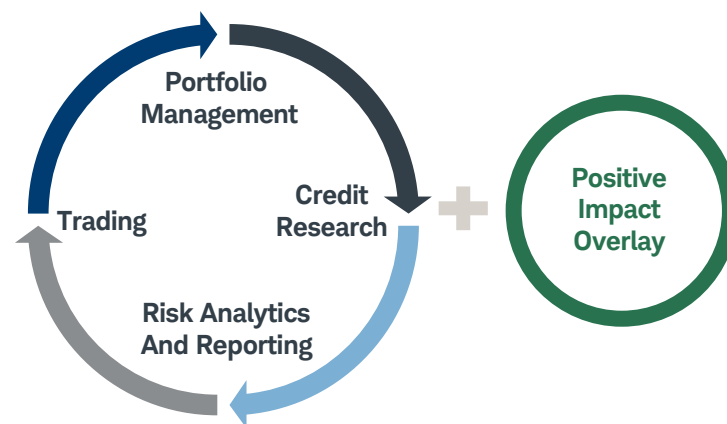 Portfolio
Management
Credit
Research
Trading
Risk Analytics
And Reporting
Positive
Impact
Overlay